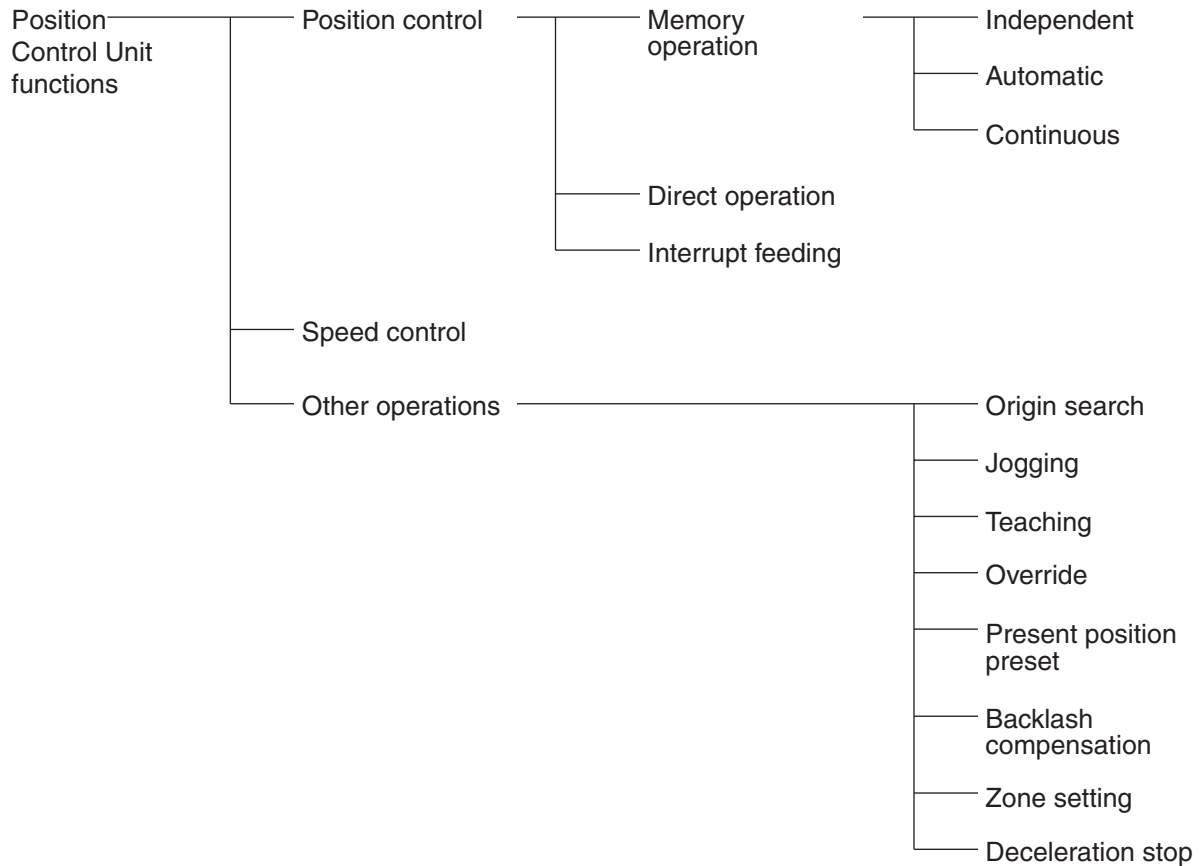 Position
Control Unit
functions
Position control
Memory
operation
Independent
Automatic
Continuous
Direct operation
Interrupt feeding
Speed control
Other operations
Origin search
Jogging
Teaching
Override
Present position
preset
Backlash
compensation
Zone setting
Deceleration stop